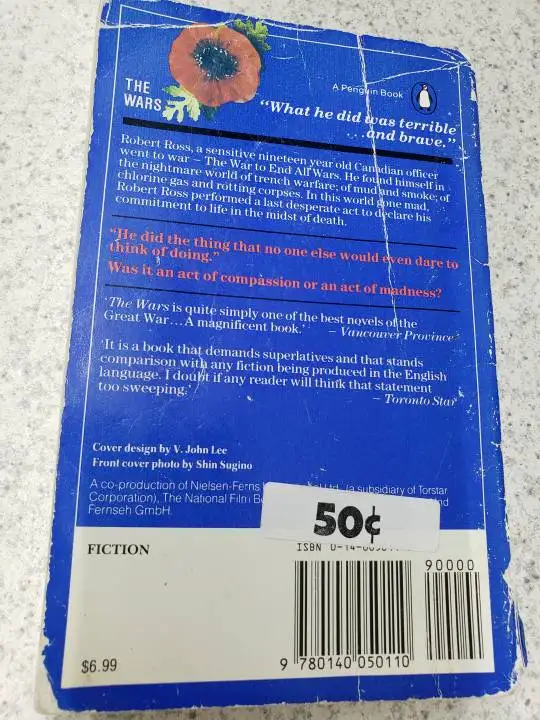 THE
WARS
A Penguin Book
"What he did was terrible
...and brave."
Robert Ross, a sensitive nineteen year old Canadian officer
went to war – The War to End All Wars. He found himself in
the nightmare world of trench warfare; of mud and smoke; of
chlorine gas and rotting corpses. In this world gone mad,
Robert Ross performed a last desperate act to declare his
commitment to life in the midst of death.
"He did the thing that no one else would even dare to
think of doing."
Was it an act of compassion or an act of madness?
'The Wars is quite simply one of the best novels of the
Great War...A magnificent book.' – Vancouver Province
'It is a book that demands superlatives and that stands
comparison with any fiction being produced in the English
language. I doubt if any reader will think that statement
too sweeping.'
– Toronto Star
Cover design by V. John Lee
Front cover photo by Shin Sugino
A co-production of Nielsen-Ferns Ltd. (a subsidiary of Torstar
Corporation), The National Film
Fernseh GmbH.
50¢
FICTION
ISBN 0-14-00
90000
$6.99
9 780140 050110